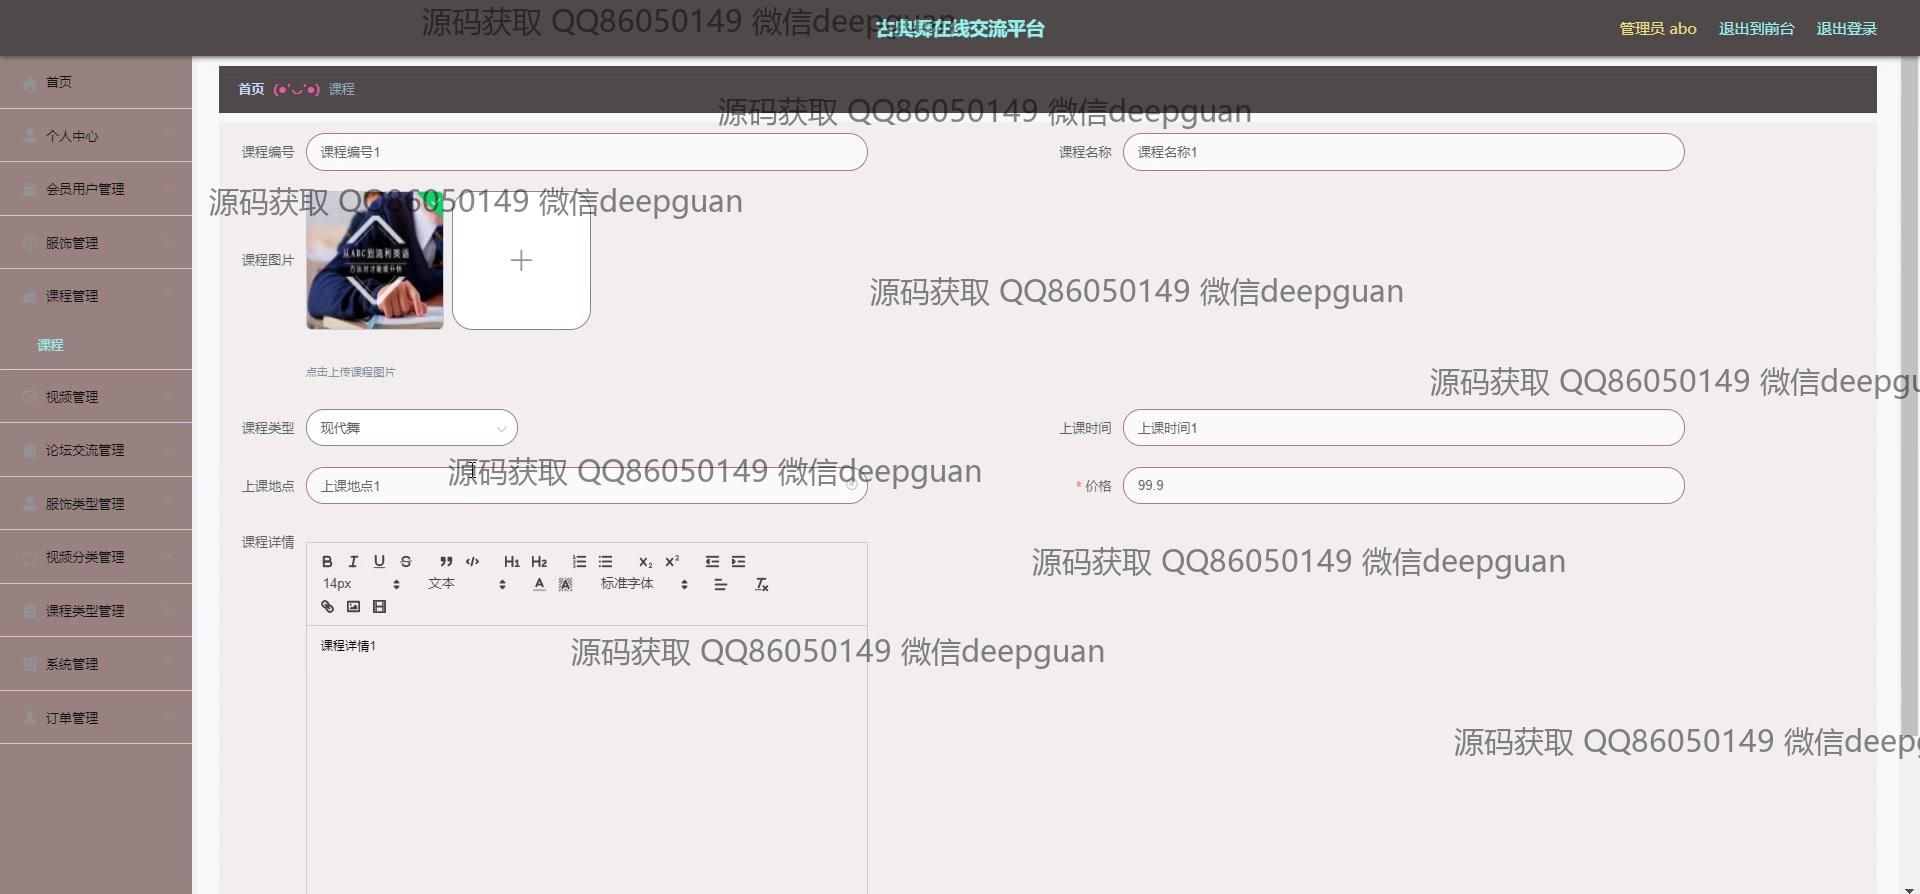 源码获取 QQ86050149 微信deepguan
古典舞在线交流平台
管理员 abo 退出到前台 退出登录
首页
个人中心
会员用户管理
服饰管理
课程管理
课程
视频管理
论坛交流管理
服饰类型管理
视频分类管理
课程类型管理
系统管理
订单管理
首页 (●'◡'●) 课程
源码获取 QQ86050149 微信deepguan
课程编号 课程编号1
课程名称 课程名称1
源码获取 QQ86050149 微信deepguan
课程图片
从ABC到流利英语
方法对才能提升快
源码获取 QQ86050149 微信deepguan
点击上传课程图片
源码获取 QQ86050149 微信deepgu
课程类型 现代舞
上课时间 上课时间1
源码获取 QQ86050149 微信deepguan
上课地点 上课地点1
* 价格 99.9
课程详情
B I U S H1 H2 x₂ x²
14px 文本 A A 标准字体 Tx
源码获取 QQ86050149 微信deepguan
课程详情1
源码获取 QQ86050149 微信deepguan
源码获取 QQ86050149 微信deepg